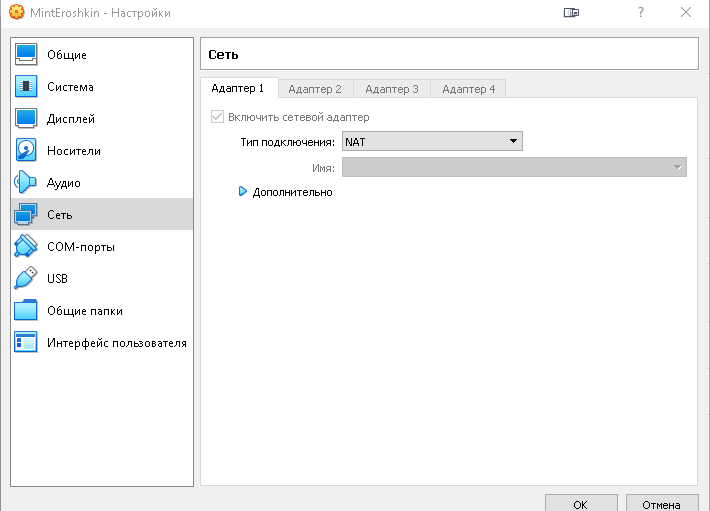 MintEroshkin - Настройки
?
Общие
Система
Дисплей
Носители
Аудио
Сеть
COM-порты
USB
Общие папки
Интерфейс пользователя
Сеть
Адаптер 1 Адаптер 2 Адаптер 3 Адаптер 4
Включить сетевой адаптер
Тип подключения: NAT
Имя:
Дополнительно
OK Отмена